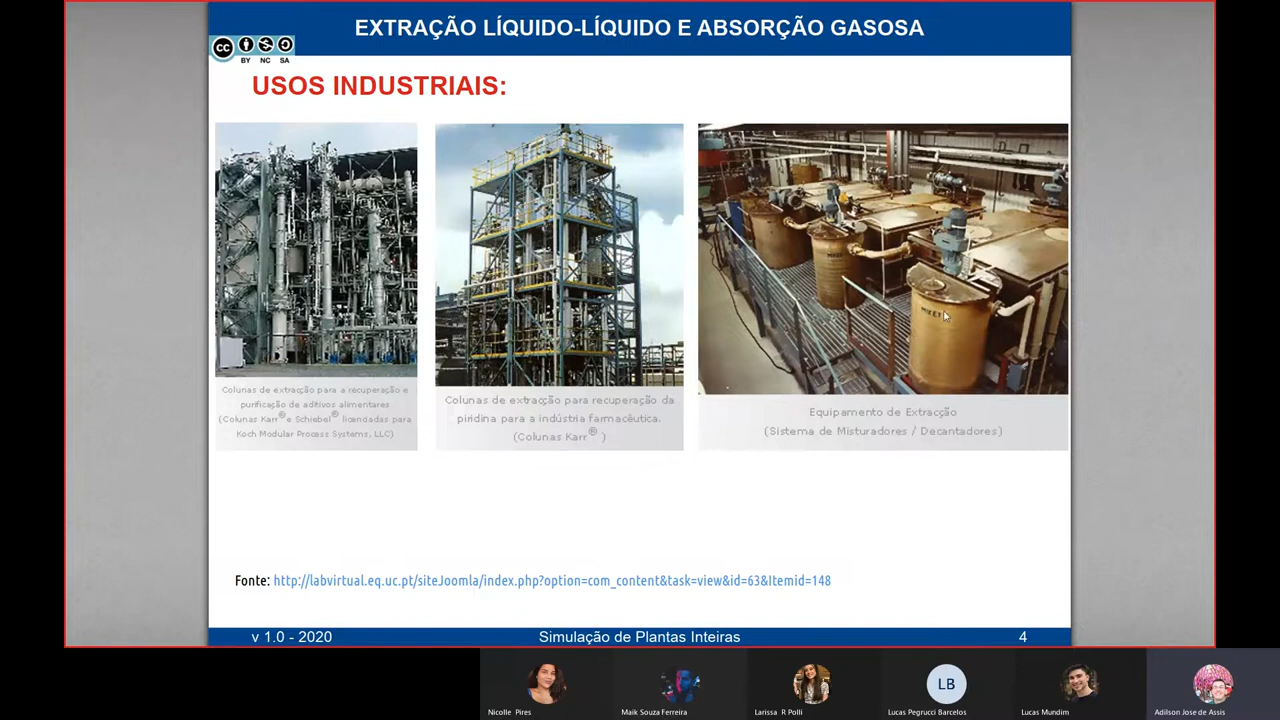 EXTRAÇÃO LÍQUIDO-LÍQUIDO E ABSORÇÃO GASOSA
cc
BY NC SA
USOS INDUSTRIAIS:
MIXET
Colunas de extracção para a recuperação e
purificação de aditivos alimentares
(Colunas Karr® e Schiebel® licendadas para
Koch Modular Process Systems, LLC)
Colunas de extracção para recuperação da
piridina para a indústria farmacêutica.
(Colunas Karr® )
Equipamento de Extracção
(Sistema de Misturadores / Decantadores)
Fonte: http://labvirtual.eq.uc.pt/siteJoomla/index.php?option=com_content&task=view&id=63&Itemid=148
v 1.0 - 2020 Simulação de Plantas Inteiras 4
LB
Nicolle Pires Maik Souza Ferreira Larissa R Polli Lucas Pegrucci Barcelos Lucas Mundim Adilson Jose de Assis